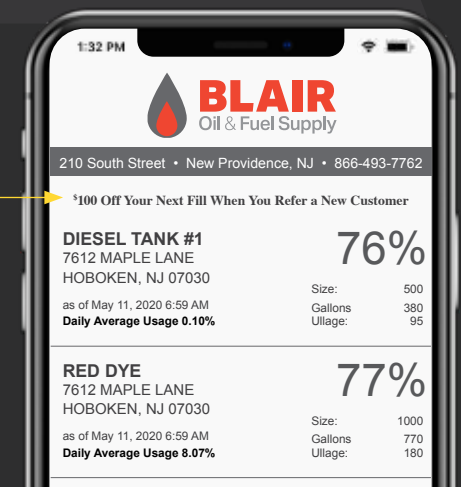 1:32 PM
BLAIR
Oil & Fuel Supply
210 South Street • New Providence, NJ • 866-493-7762
$100 Off Your Next Fill When You Refer a New Customer
DIESEL TANK #1
7612 MAPLE LANE
HOBOKEN, NJ 07030
as of May 11, 2020 6:59 AM
Daily Average Usage 0.10%
76%
Size: 500
Gallons 380
Ullage: 95
RED DYE
7612 MAPLE LANE
HOBOKEN, NJ 07030
as of May 11, 2020 6:59 AM
Daily Average Usage 8.07%
77%
Size: 1000
Gallons 770
Ullage: 180